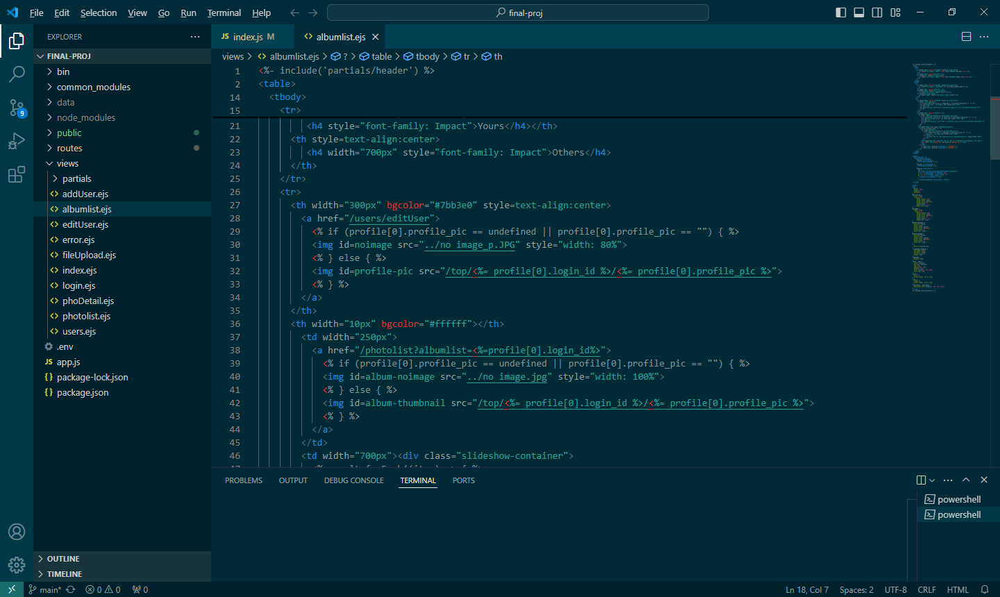 File Edit Selection View Go Run Terminal Help
final-proj
EXPLORER
FINAL-PROJ
bin
common_modules
data
node_modules
public
routes
views
partials
addUser.ejs
albumlist.ejs
editUser.ejs
error.ejs
fileUpload.ejs
index.ejs
login.ejs
phoDetail.ejs
photolist.ejs
users.ejs
.env
JS app.js
{} package-lock.json
{} package.json
OUTLINE
TIMELINE
9
JS index.js M
<> albumlist.ejs
views > <> albumlist.ejs > ? > table > tbody > tr > th
1 <%- include('partials/header') %>
2 <table>
14 <tbody>
15 <tr>
21 <h4 style="font-family: Impact">Yours</h4></th>
22 <th style=text-align:center>
23 <h4 width="700px" style="font-family: Impact">Others</h4>
24 </th>
25 </tr>
26 <tr>
27 <th width="300px" bgcolor="#7bb3e0" style=text-align:center>
28 <a href="/users/editUser">
29 <% if (profile[0].profile_pic == undefined || profile[0].profile_pic == "") { %>
30 <img id=noimage src="../no image_p.JPG" style="width: 80%">
31 <% } else { %>
32 <img id=profile-pic src="/top/<%= profile[0].login_id %>/<%= profile[0].profile_pic %>">
33 <% } %>
34 </a>
35 </th>
36 <th width="10px" bgcolor="#ffffff"></th>
37 <td width="250px">
38 <a href="/photolist?albumlist=<%=profile[0].login_id%>">
39 <% if (profile[0].profile_pic == undefined || profile[0].profile_pic == "") { %>
40 <img id=album-noimage src="../no image.jpg" style="width: 100%">
41 <% } else { %>
42 <img id=album-thumbnail src="/top/<%= profile[0].login_id %>/<%= profile[0].profile_pic %>">
43 <% } %>
44 </a>
45 </td>
46 <td width="700px"><div class="slideshow-container">
PROBLEMS OUTPUT DEBUG CONSOLE TERMINAL PORTS
powershell
powershell
main* 0 0 0
Ln 18, Col 7 Spaces: 2 UTF-8 CRLF HTML